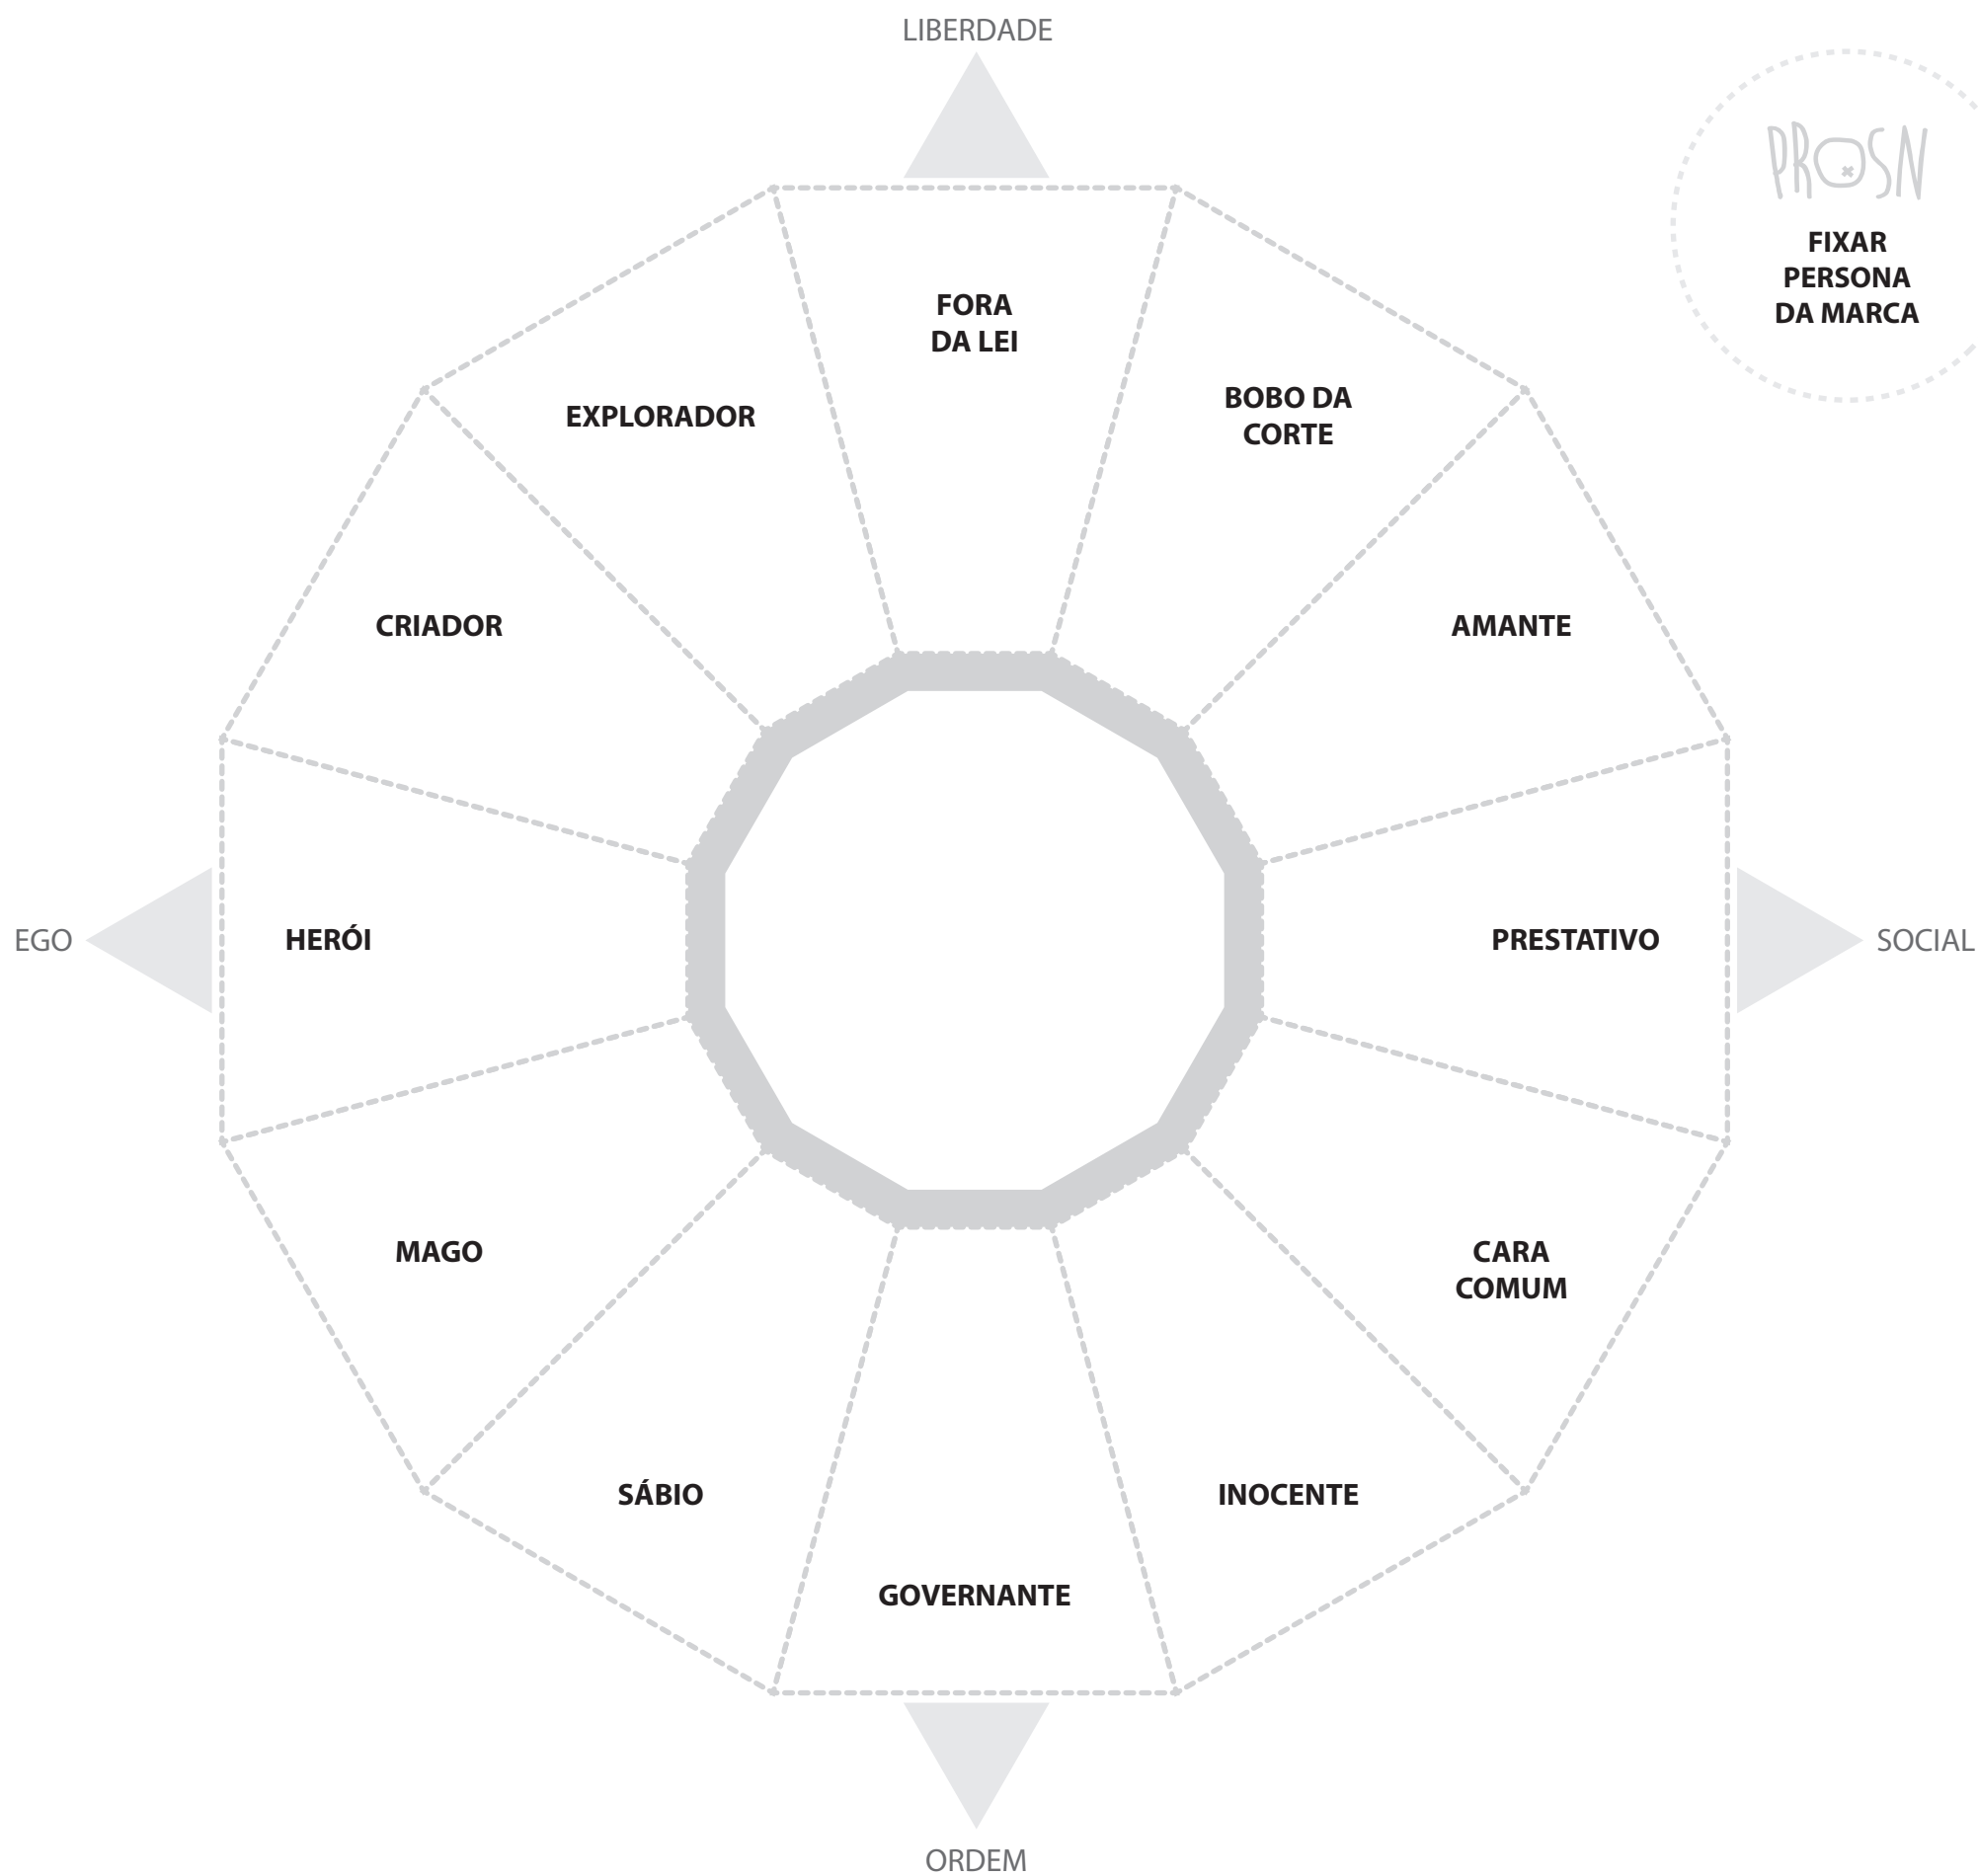 LIBERDADE
PROSN
FIXAR
PERSONA
DA MARCA
FORA
DA LEI
BOBO DA
CORTE
EXPLORADOR
CRIADOR
AMANTE
EGO
HERÓI
PRESTATIVO
SOCIAL
MAGO
CARA
COMUM
SÁBIO
INOCENTE
GOVERNANTE
ORDEM